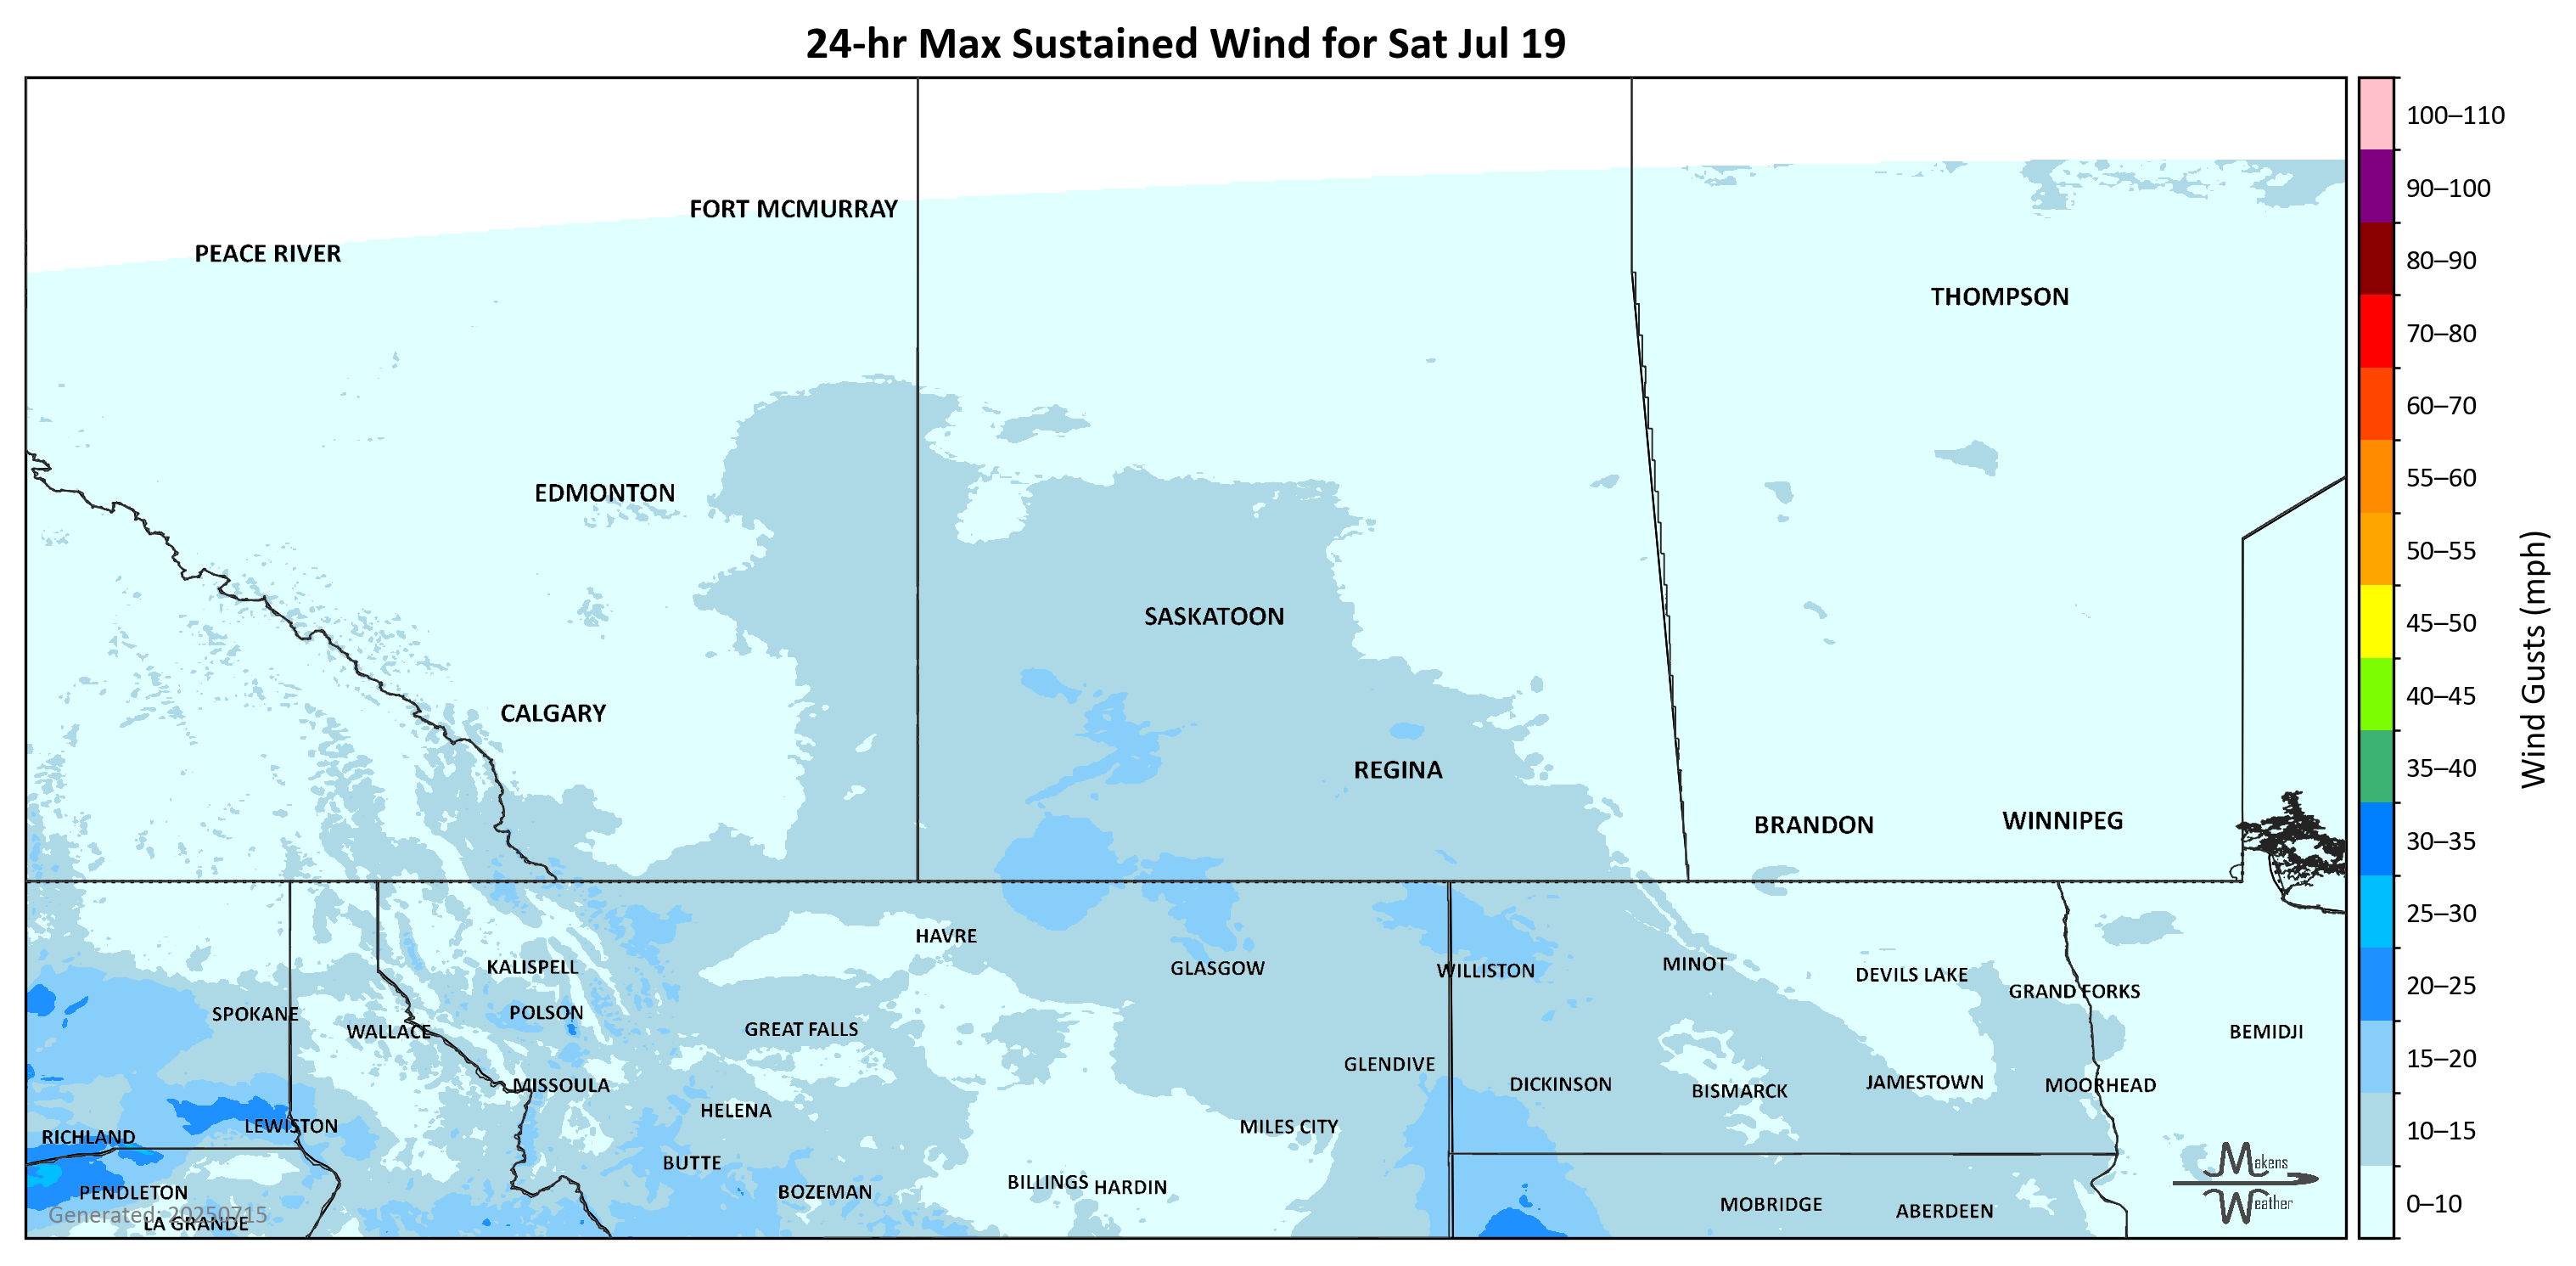 24-hr Max Sustained Wind for Sat Jul 19
100–110
90–100
FORT MCMURRAY
PEACE RIVER
80–90
THOMPSON
70–80
60–70
55–60
EDMONTON
50–55
SASKATOON
45–50
Wind Gusts (mph)
40–45
CALGARY
REGINA
35–40
BRANDON
WINNIPEG
30–35
25–30
HAVRE
KALISPELL
GLASGOW
WILLISTON
MINOT
DEVILS LAKE
20–25
GRAND FORKS
SPOKANE
POLSON
WALLACE
GREAT FALLS
BEMIDJI
15–20
GLENDIVE
MISSOULA
DICKINSON
BISMARCK
JAMESTOWN
MOORHEAD
HELENA
LEWISTON
MILES CITY
10–15
RICHLAND
BUTTE
Makens
PENDLETON
BOZEMAN
BILLINGS
HARDIN
Weather
MOBRIDGE
ABERDEEN
0–10
Generated: 20250715
LA GRANDE